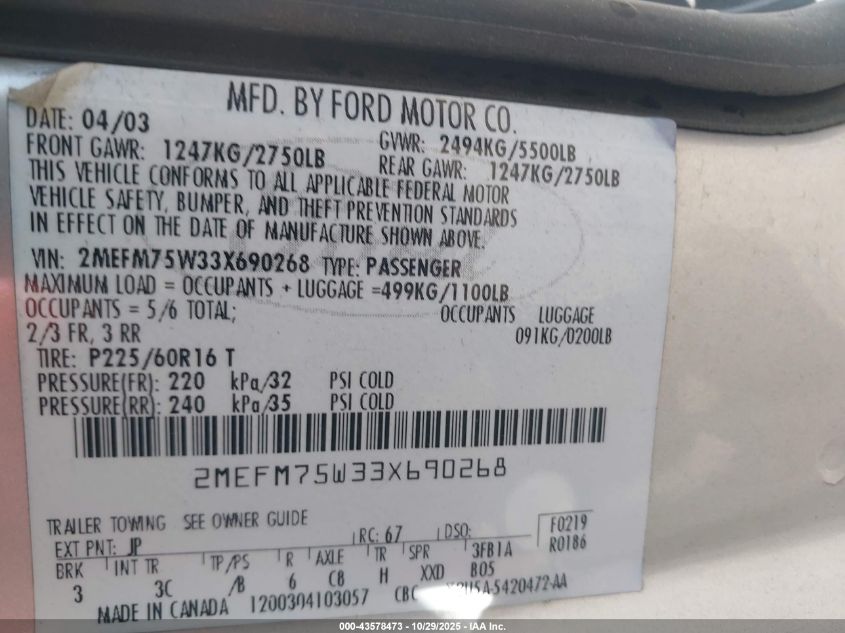 MFD. BY FORD MOTOR CO.
DATE: 04/03 GVWR: 2494KG/5500LB
FRONT GAWR: 1247KG/2750LB REAR GAWR: 1247KG/2750LB
THIS VEHICLE CONFORMS TO ALL APPLICABLE FEDERAL MOTOR
VEHICLE SAFETY, BUMPER, AND THEFT PREVENTION STANDARDS
IN EFFECT ON THE DATE OF MANUFACTURE SHOWN ABOVE.
VIN: 2MEFM75W33X690268 TYPE: PASSENGER
MAXIMUM LOAD = OCCUPANTS + LUGGAGE =499KG/1100LB
OCCUPANTS = 5/6 TOTAL; OCCUPANTS LUGGAGE
2/3 FR, 3 RR 091KG/0200LB
TIRE: P225/60R16 T
PRESSURE(FR): 220 kPa/32 PSI COLD
PRESSURE(RR): 240 kPa/35 PSI COLD
2MEFM75W33X690268
TRAILER TOWING SEE OWNER GUIDE
EXT PNT: JP RC: 67 DSO: F0219
R0186
BRK INT TR TP/PS R AXLE TR SPR 3FB1A
3 3C /B 6 C8 H XXD B05
MADE IN CANADA 1200304103057 CBC
000-43578473 - 10/29/2025 - IAA Inc.